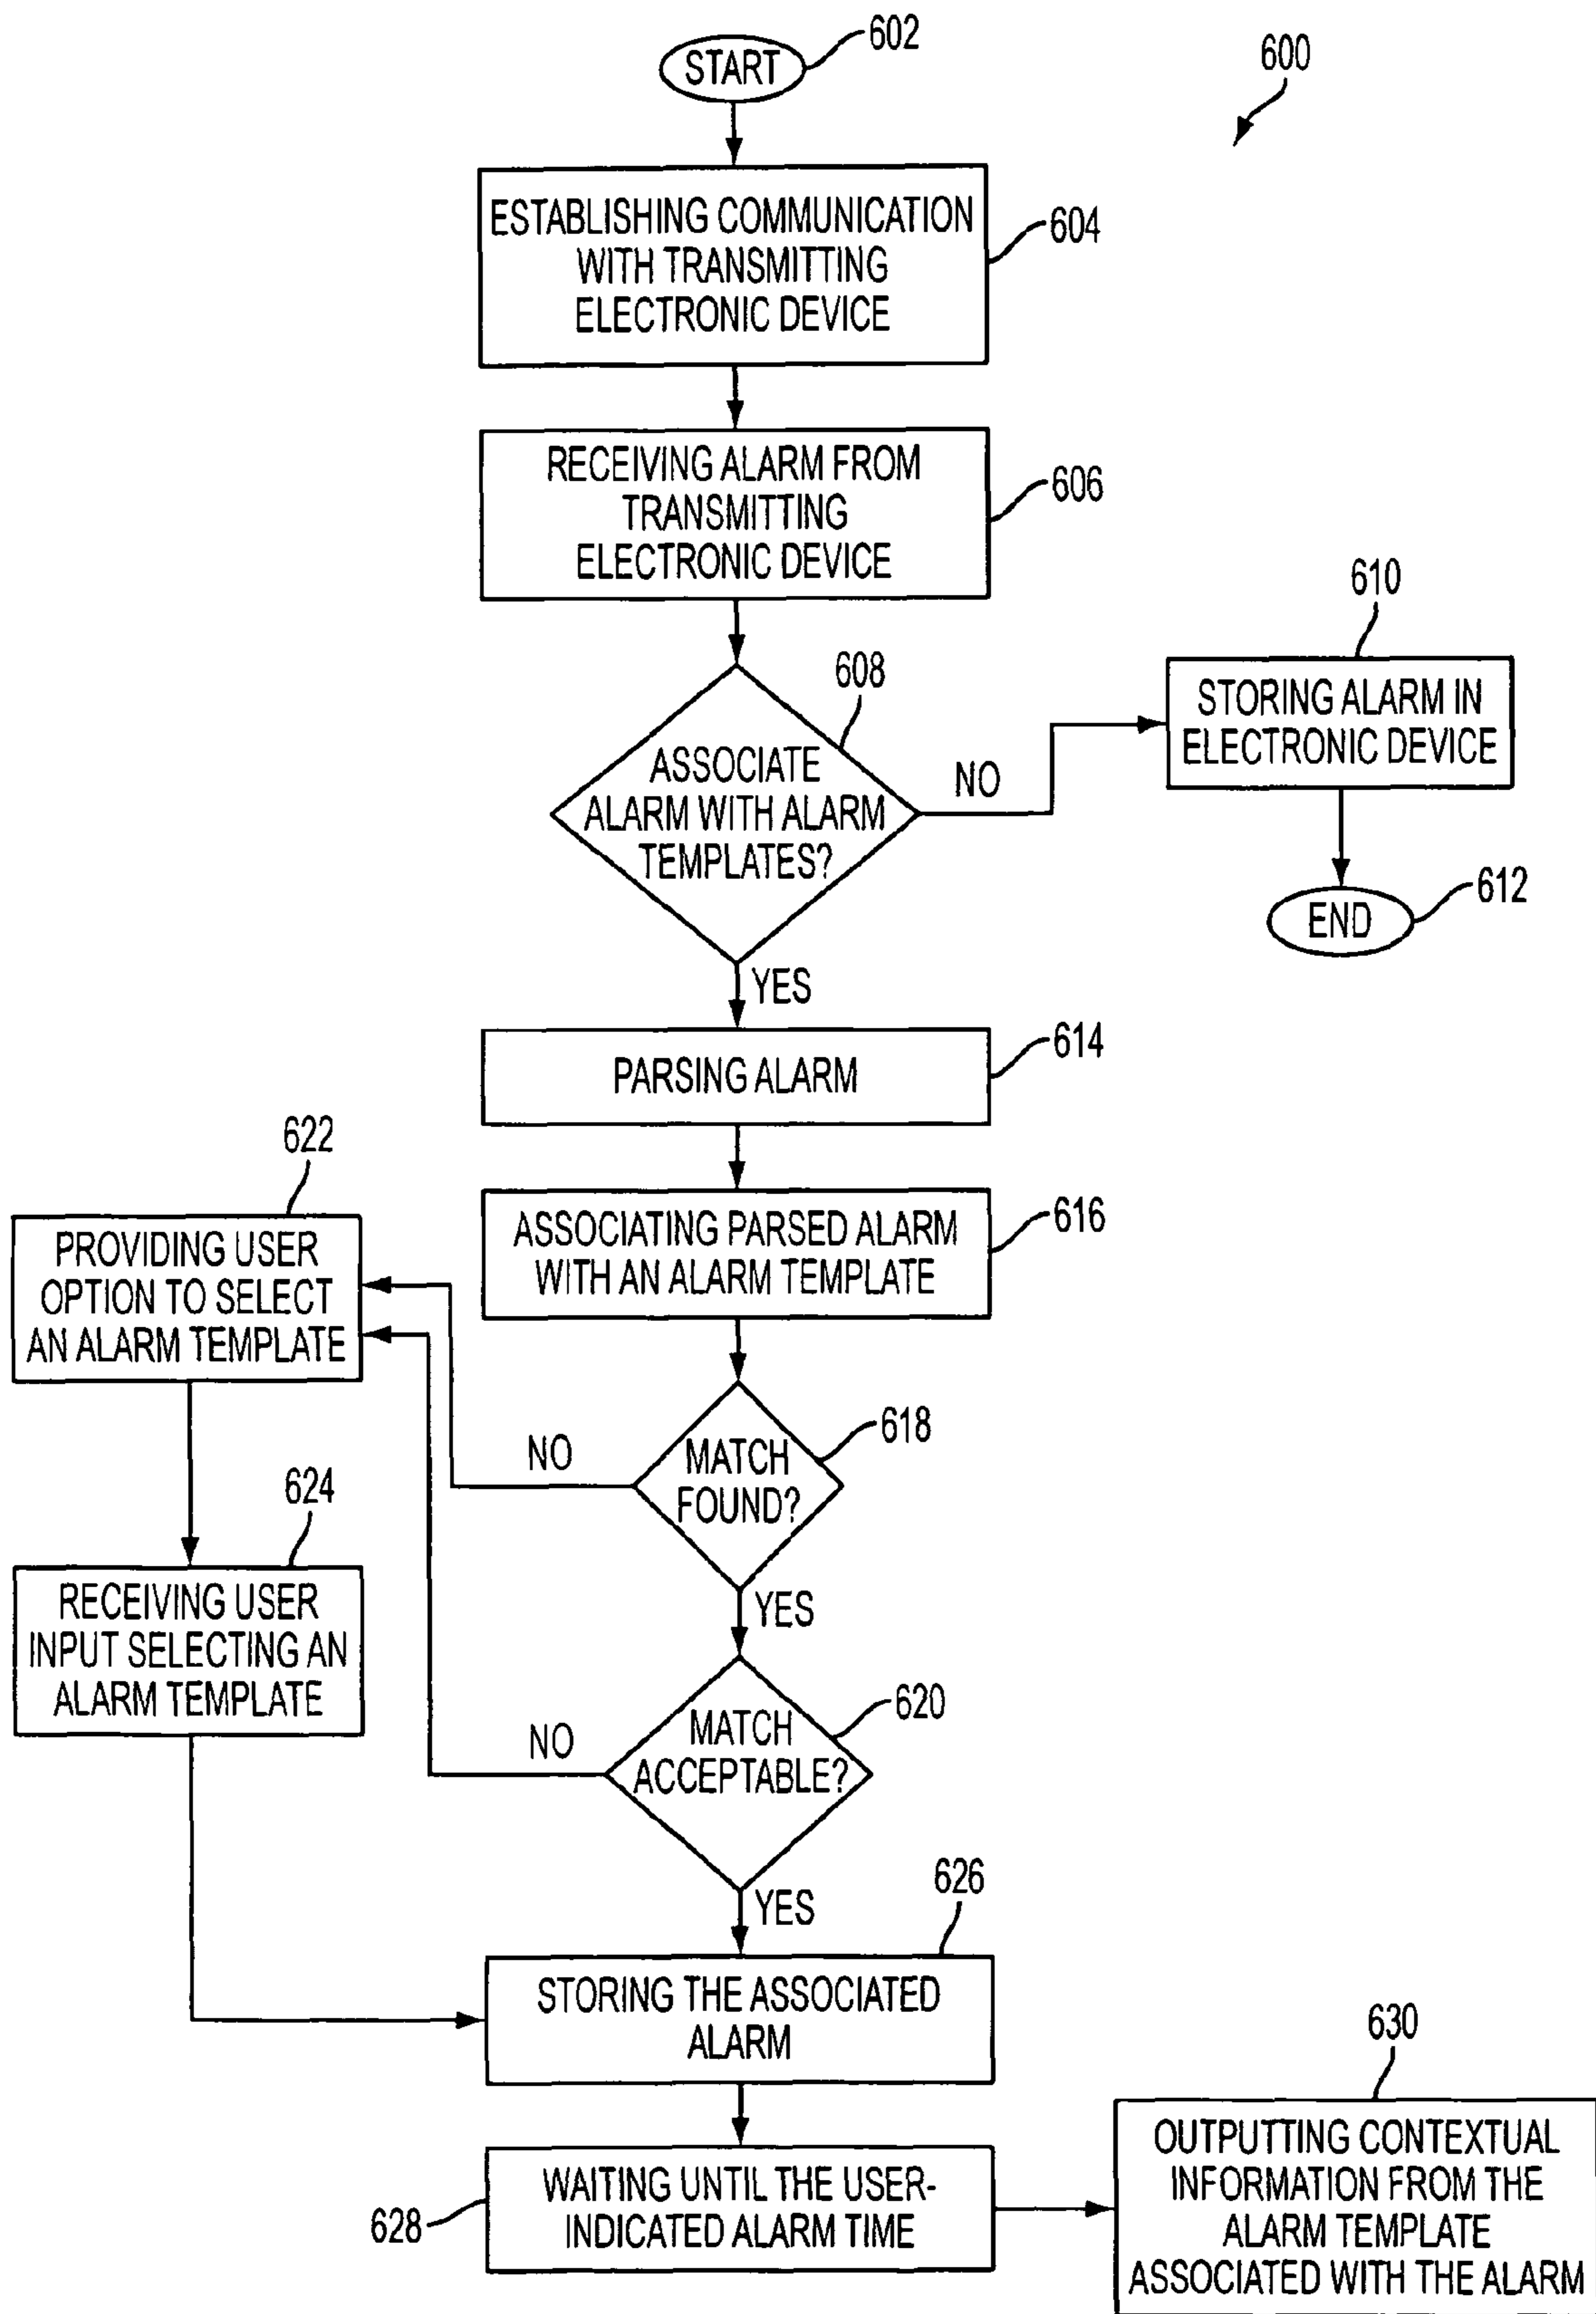 START
602
600
ESTABLISHING COMMUNICATION
WITH TRANSMITTING
ELECTRONIC DEVICE
604
RECEIVING ALARM FROM
TRANSMITTING
ELECTRONIC DEVICE
606
608
ASSOCIATE
ALARM WITH ALARM
TEMPLATES?
NO
610
STORING ALARM IN
ELECTRONIC DEVICE
END
612
YES
PARSING ALARM
614
ASSOCIATING PARSED ALARM
WITH AN ALARM TEMPLATE
616
622
PROVIDING USER
OPTION TO SELECT
AN ALARM TEMPLATE
MATCH
FOUND?
618
NO
624
RECEIVING USER
INPUT SELECTING AN
ALARM TEMPLATE
YES
MATCH
ACCEPTABLE?
620
NO
YES
626
STORING THE ASSOCIATED
ALARM
WAITING UNTIL THE USER-
INDICATED ALARM TIME
628
630
OUTPUTTING CONTEXTUAL
INFORMATION FROM THE
ALARM TEMPLATE
ASSOCIATED WITH THE ALARM